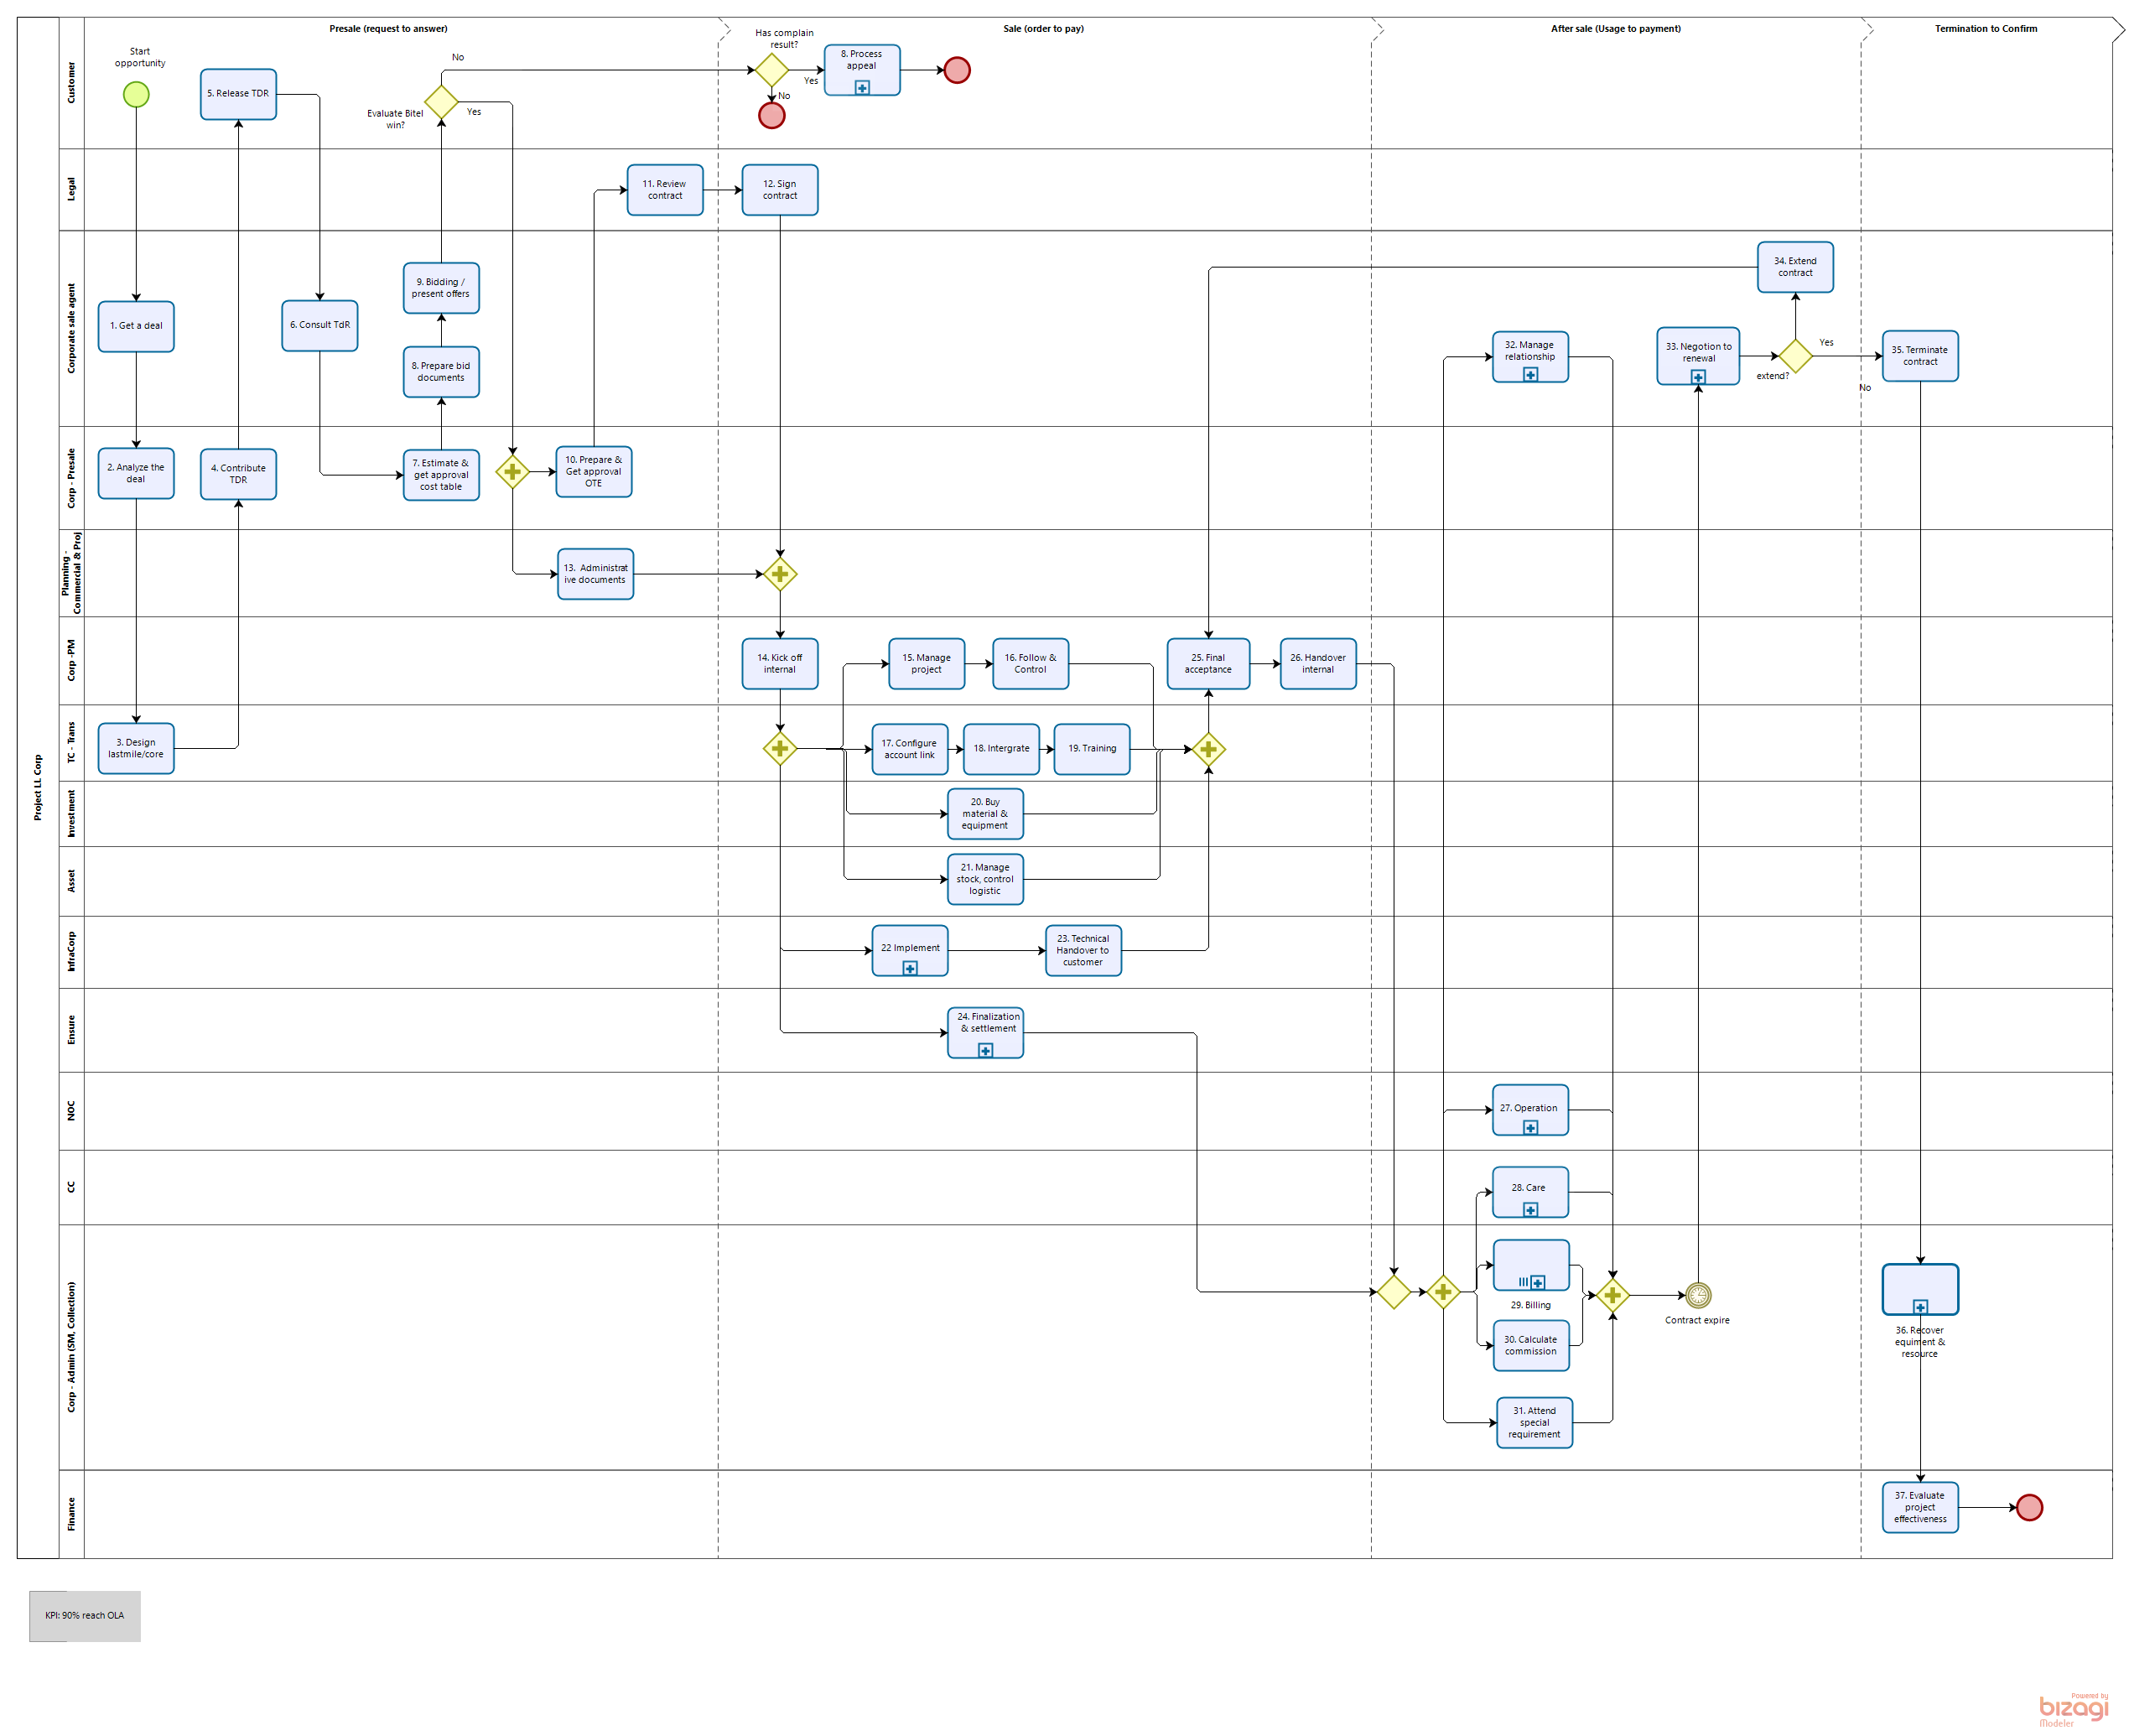 Presale (request to answer)
Sale (order to pay)
After sale (Usage to payment)
Termination to Confirm
Project LL Corp
Customer
Start
opportunity
5. Release TDR
No
Evaluate Bitel
win?
Yes
Has complain
result?
Yes
No
8. Process
appeal
Legal
11. Review
contract
12. Sign
contract
Corporate sale agent
1. Get a deal
6. Consult TdR
9. Bidding /
present offers
8. Prepare bid
documents
32. Manage
relationship
33. Negotion to
renewal
34. Extend
contract
extend?
Yes
No
35. Terminate
contract
Corp - Presale
2. Analyze the
deal
4. Contribute
TDR
7. Estimate &
get approval
cost table
10. Prepare &
Get approval
OTE
Planning -
Commercial & Proj
13.  Administrat
ive documents
Corp -PM
14. Kick off
internal
15. Manage
project
16. Follow &
Control
25. Final
acceptance
26. Handover
internal
TC - Trans
3. Design
lastmile/core
17. Configure
account link
18. Intergrate
19. Training
Investment
20. Buy
material &
equipment
Asset
21. Manage
stock, control
logistic
InfraCorp
22 Implement
23. Technical
Handover to
customer
Ensure
24. Finalization
& settlement
NOC
27. Operation
CC
28. Care
Corp - Admin (SM, Collection)
29. Billing
30. Calculate
commission
31. Attend
special
requirement
Contract expire
36. Recover
equiment &
resource
Finance
37. Evaluate
project
effectiveness
KPI: 90% reach OLA
Powered by
bizagi
Modeler